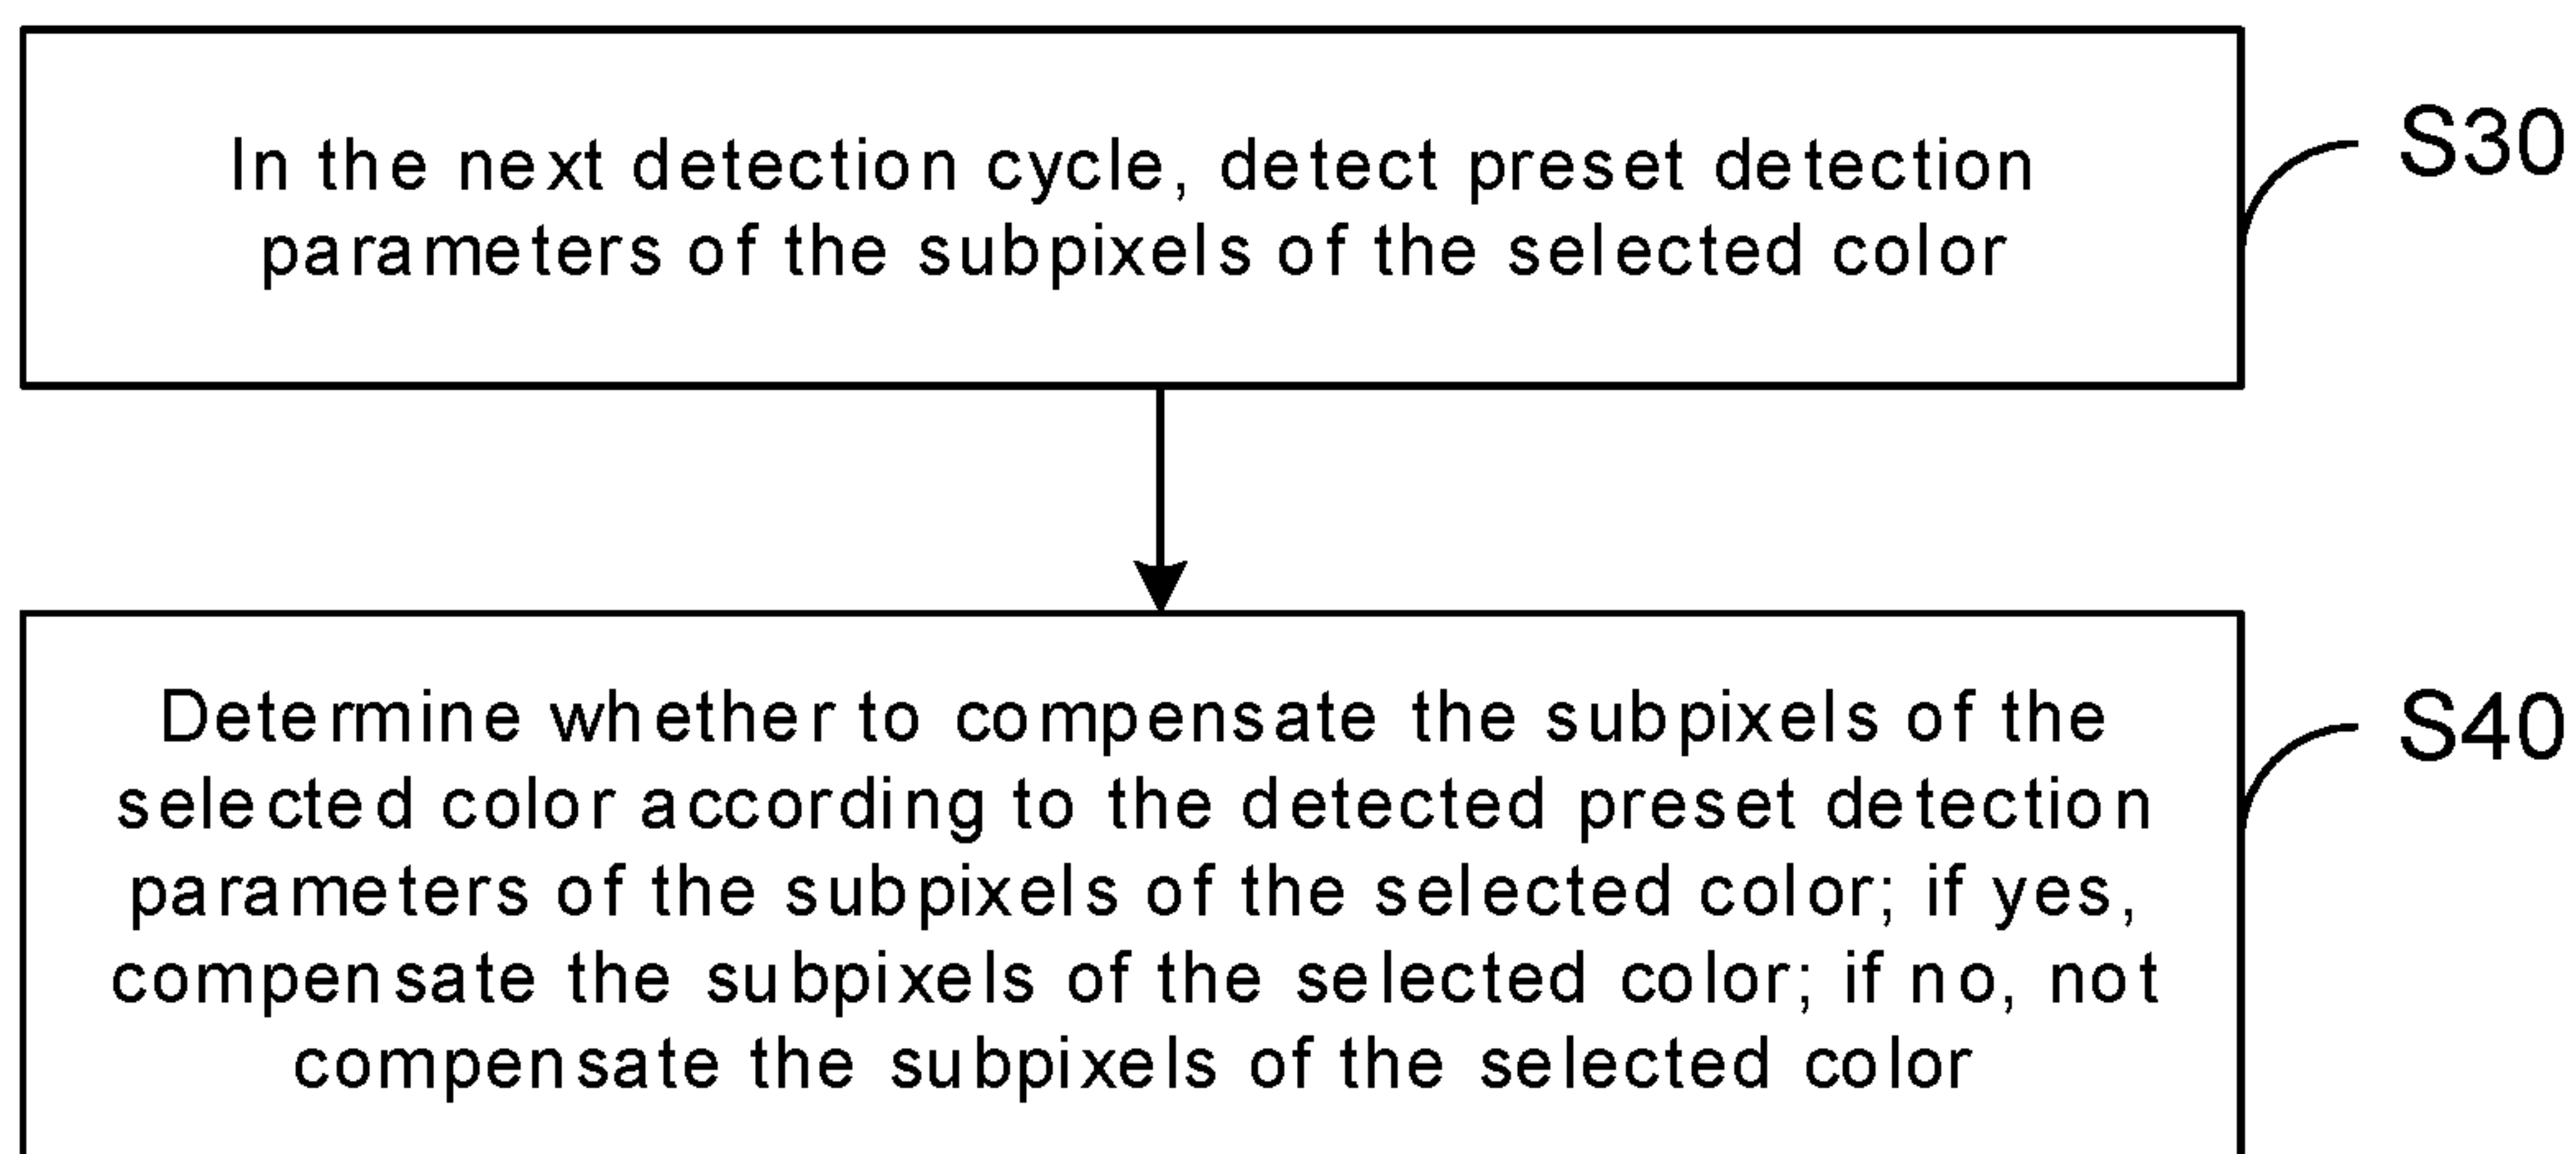 In the next detection cycle, detect preset detection
parameters of the subpixels of the selected color
S30
Determine whether to compensate the subpixels of the
selected color according to the detected preset detection
parameters of the subpixels of the selected color; if yes,
compensate the subpixels of the selected color; if no, not
compensate the subpixels of the selected color
S40